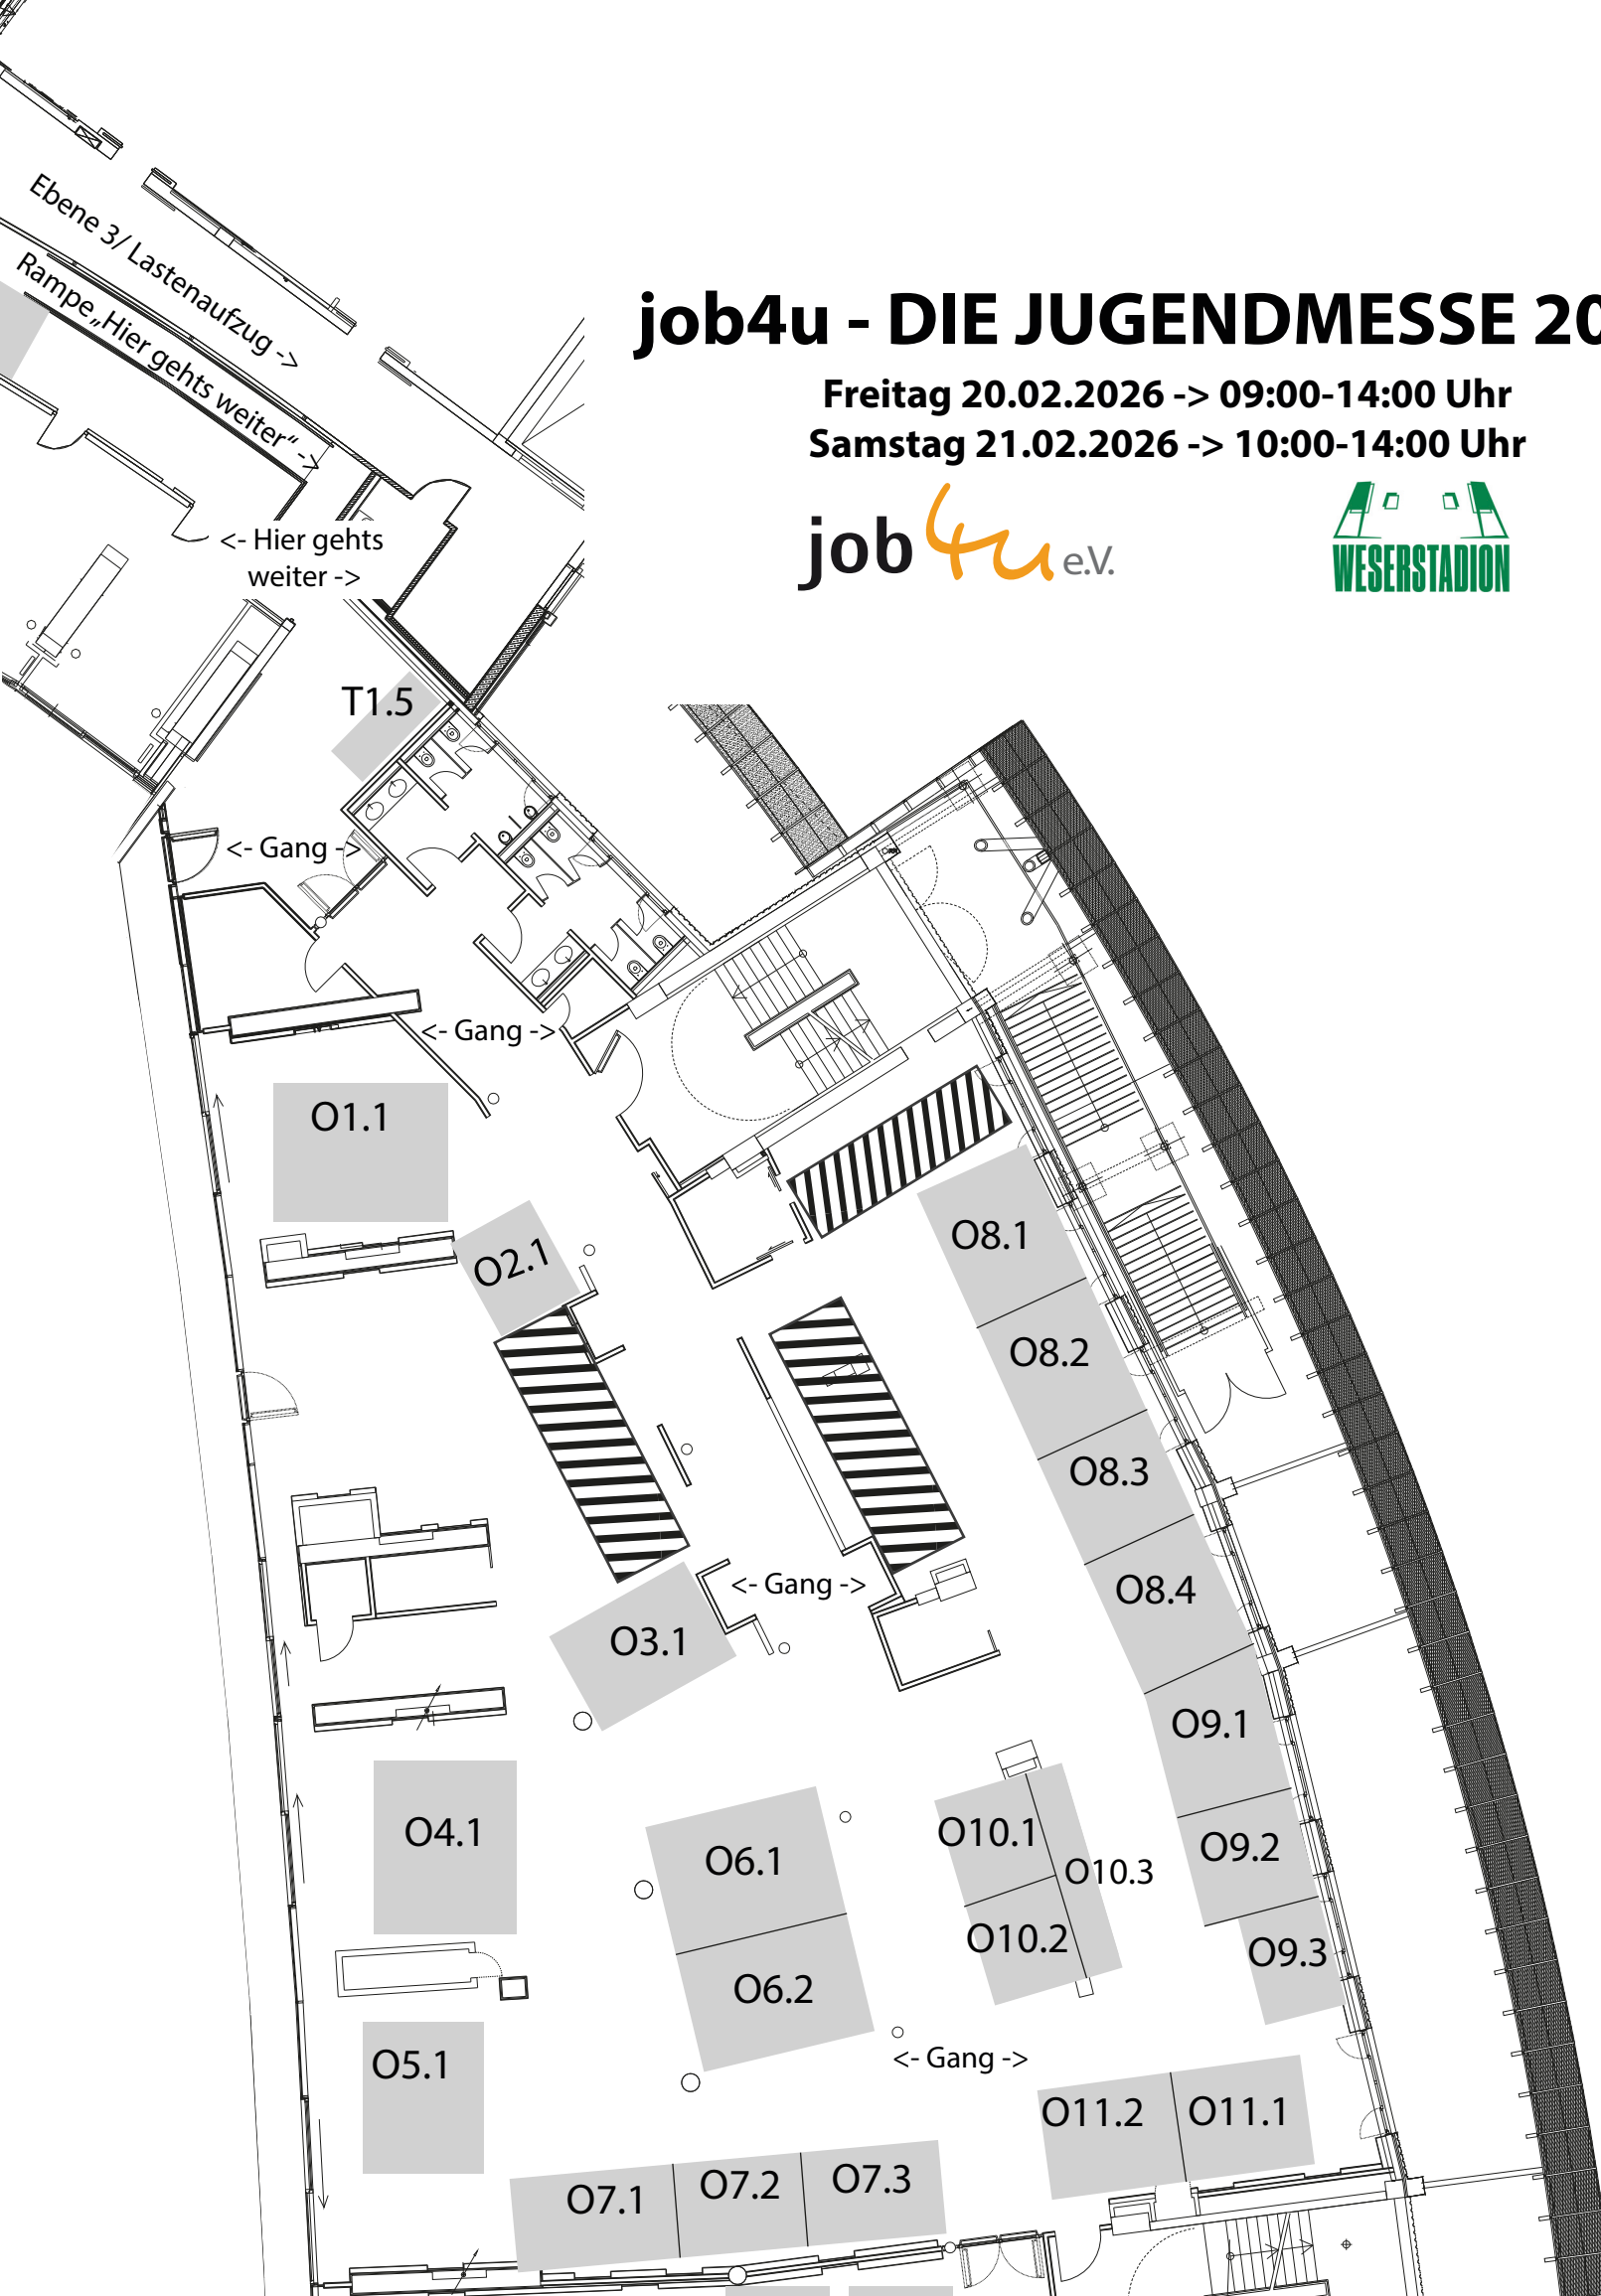 Ebene 3/ Lastenaufzug ->
Rampe„Hier gehts weiter“ ->
job4u - DIE JUGENDMESSE 20
Freitag 20.02.2026 -> 09:00-14:00 Uhr
Samstag 21.02.2026 -> 10:00-14:00 Uhr
job4u e.V.
WESERSTADION
<- Hier gehts
weiter ->
T1.5
<- Gang ->
<- Gang ->
O1.1
O2.1
O8.1
O8.2
O8.3
O8.4
<- Gang ->
O3.1
O9.1
O4.1
O6.1
O10.1
O10.3
O9.2
O10.2
O9.3
O6.2
<- Gang ->
O5.1
O11.2
O11.1
O7.1
O7.2
O7.3